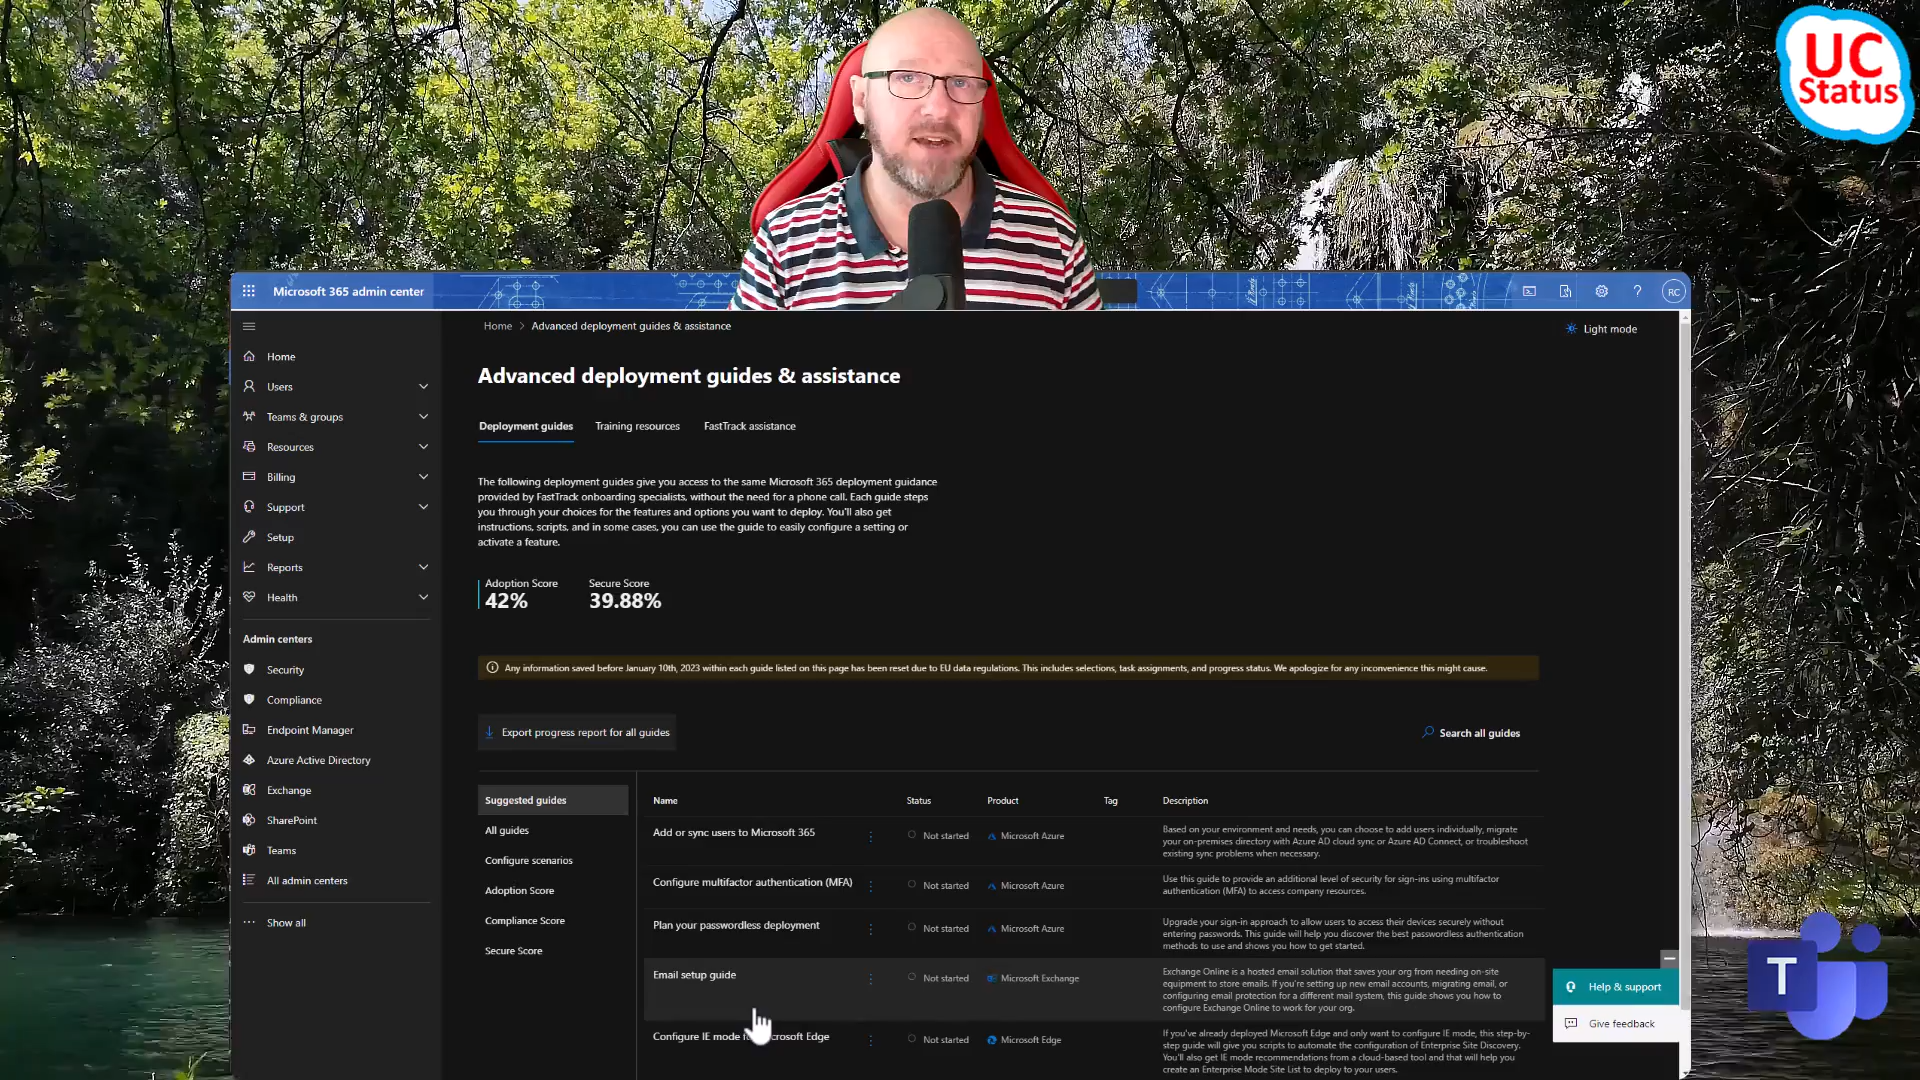 UC
Status
Microsoft 365 admin center
RC
Home > Advanced deployment guides & assistance
Light mode
Home
Users
Teams & groups
Resources
Billing
Support
Setup
Reports
Health
Admin centers
Security
Compliance
Endpoint Manager
Azure Active Directory
Exchange
SharePoint
Teams
All admin centers
Show all
Advanced deployment guides & assistance
Deployment guides
Training resources
FastTrack assistance
The following deployment guides give you access to the same Microsoft 365 deployment guidance
provided by FastTrack onboarding specialists, without the need for a phone call. Each guide steps
you through your choices for the features and options you want to deploy. You'll also get
instructions, scripts, and in some cases, you can use the guide to easily configure a setting or
activate a feature.
Adoption Score
42%
Secure Score
39.88%
Any information saved before January 10th, 2023 within each guide listed on this page has been reset due to EU data regulations. This includes selections, task assignments, and progress status. We apologize for any inconvenience this might cause.
Export progress report for all guides
Search all guides
Suggested guides
All guides
Configure scenarios
Adoption Score
Compliance Score
Secure Score
Name Status Product Tag Description
Add or sync users to Microsoft 365
Not started
Microsoft Azure
Based on your environment and needs, you can choose to add users individually, migrate
your on-premises directory with Azure AD cloud sync or Azure AD Connect, or troubleshoot
existing sync problems when necessary.
Configure multifactor authentication (MFA)
Not started
Microsoft Azure
Use this guide to provide an additional level of security for sign-ins using multifactor
authentication (MFA) to access company resources.
Plan your passwordless deployment
Not started
Microsoft Azure
Upgrade your sign-in approach to allow users to access their devices securely without
entering passwords. This guide will help you discover the best passwordless authentication
methods to use and shows you how to get started.
Email setup guide
Not started
Microsoft Exchange
Exchange Online is a hosted email solution that saves your org from needing on-site
equipment to store emails. If you're setting up new email accounts, migrating email, or
configuring email protection for a different mail system, this guide shows you how to
configure Exchange Online to work for your org.
Configure IE mode Microsoft Edge
Not started
Microsoft Edge
If you've already deployed Microsoft Edge and only want to configure IE mode, this step-by-
step guide will give you scripts to automate the configuration of Enterprise Site Discovery.
You'll also get IE mode recommendations from a cloud-based tool and that will help you
create an Enterprise Mode Site List to deploy to your users.
Help & support
Give feedback
T